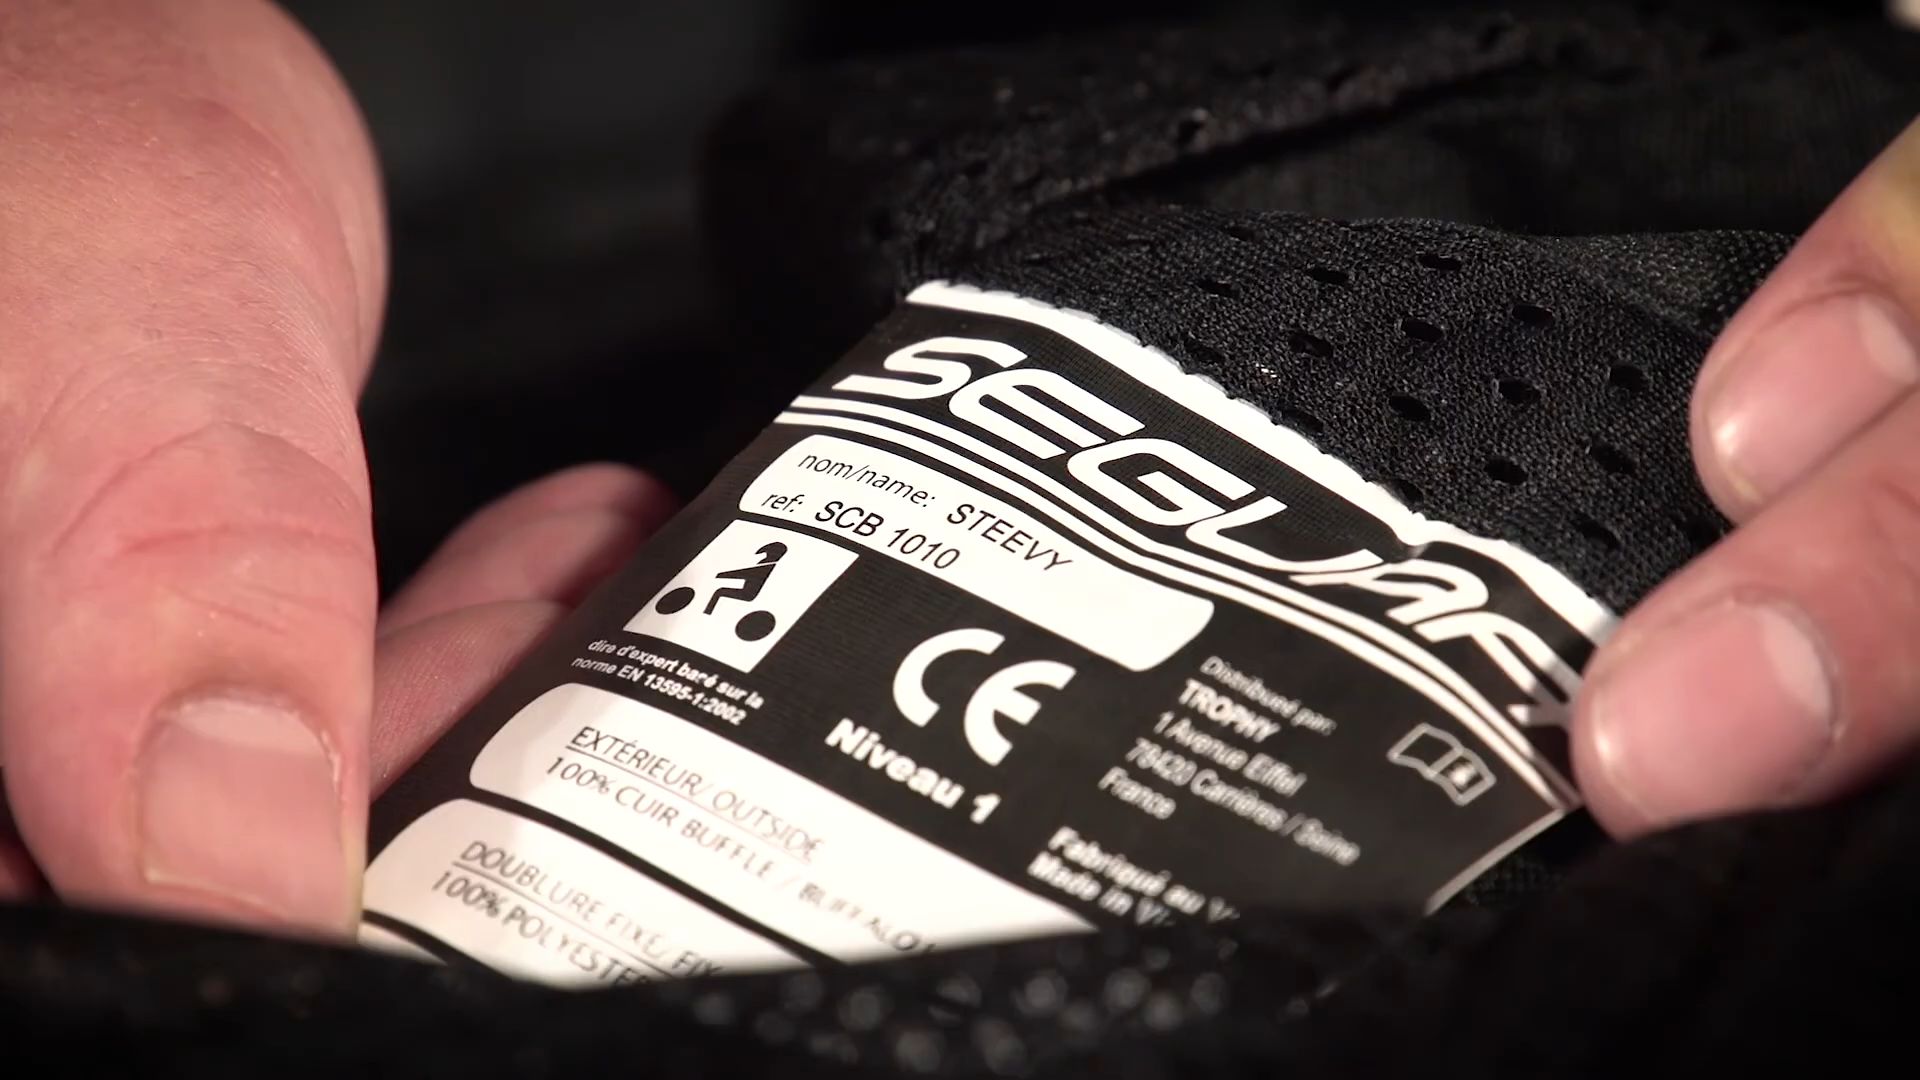 SEGURA
nom/name: STEEVY
ref: SCB 1010
dire d'expert basé sur la
norme EN 13595-1:2002
CE
Niveau 1
Distribué par:
TROPHY
1 Avenue Eiffel
78420 Carrières / Seine
France
Fabriqué au
Made in
EXTÉRIEUR/ OUTSIDE
100% CUIR BUFFLE / BUFFALO
DOUBLURE FIXE/
100% POLYESTER